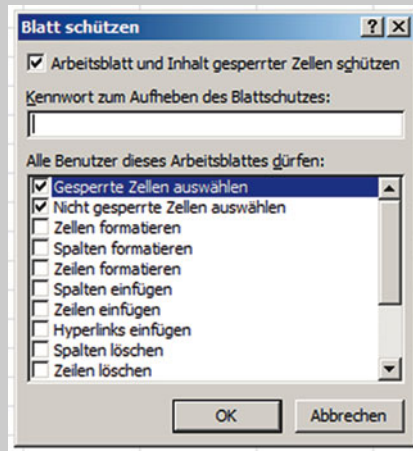 Blatt schützen
Arbeitsblatt und Inhalt gesperrter Zellen schützen
Kennwort zum Aufheben des Blattschutzes:
Alle Benutzer dieses Arbeitsblattes dürfen:
Gesperrte Zellen auswählen
Nicht gesperrte Zellen auswählen
Zellen formatieren
Spalten formatieren
Zeilen formatieren
Spalten einfügen
Zeilen einfügen
Hyperlinks einfügen
Spalten löschen
Zeilen löschen
OK Abbrechen